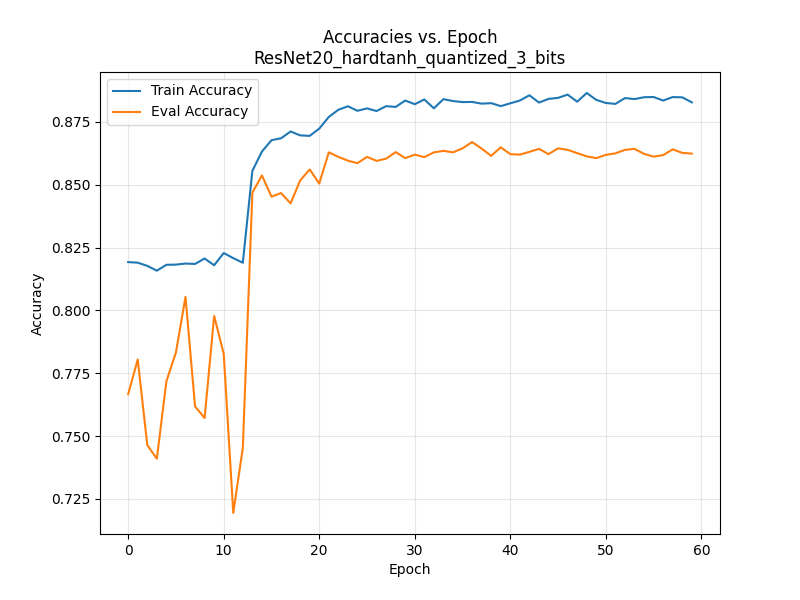 Accuracies vs. Epoch
ResNet20_hardtanh_quantized_3_bits
Train Accuracy
Eval Accuracy
0.875
0.850
0.825
0.800
0.775
0.750
0.725
Accuracy
0 10 20 30 40 50 60
Epoch